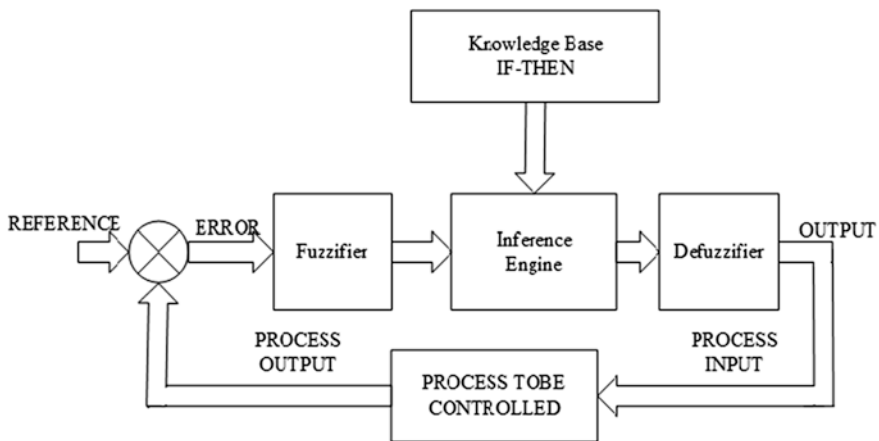 Knowledge Base
IF-THEN
REFERENCE
ERROR
Fuzzifier
Inference
Engine
Defuzzifier
OUTPUT
PROCESS
OUTPUT
PROCESS
INPUT
PROCESS TOBE
CONTROLLED